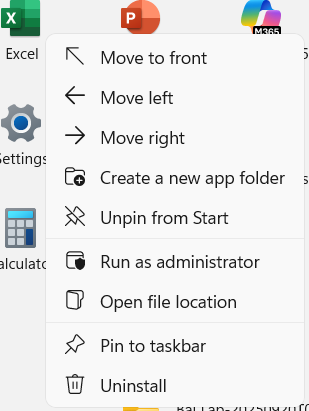 X
P
M365
Excel
Move to front
Move left
Move right
Settings
Create a new app folder
Unpin from Start
Run as administrator
Open file location
Pin to taskbar
Uninstall